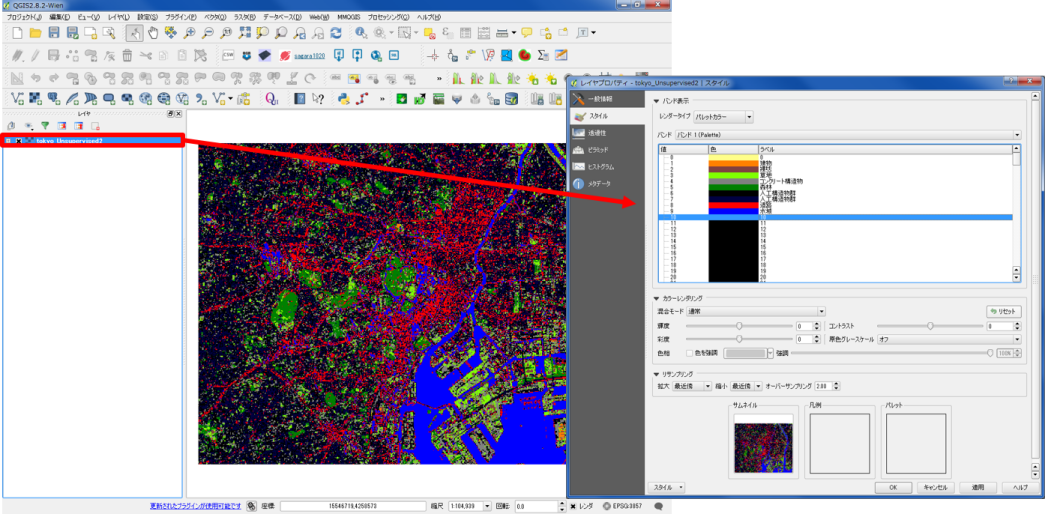 QGIS2.8.2-Wien
プロジェクト(J) 編集(E) ビュー(V) レイヤ(L) 設定(S) プラグイン(P) ベクタ(O) ラスタ(R) データベース(D) Web(W) MMQGIS プロセッシング(C) ヘルプ(H)
CSW sagara1020
レイヤ
tokyo_Unsupervised2
更新されたプラグインが使用可能です 座標 15546719,4258573 縮尺 1:104,939 回転: 0.0 レンダ EPSG:3857
レイヤプロパティ - tokyo_Unsupervised2 | スタイル
一般情報
スタイル
透過性
ピラミッド
ヒストグラム
メタデータ
バンド表示
レンダータイプ パレットカラー
バンド バンド 1 (Palette)
値 色 ラベル
0 0
1 建物
2 裸地
3 草地
4 コンクリート構造物
5 森林
6 人工構造物群
7 人工構造物群
8 道路
9 水域
10 10
11 11
12 12
13 13
14 14
15 15
16 16
17 17
18 18
19 19
20 20
カラーレンダリング
混合モード 通常 リセット
輝度 0 コントラスト 0
彩度 0 原色グレースケール オフ
色相 色を強調 強調 100%
リサンプリング
拡大 最近傍 縮小 最近傍 オーバーサンプリング 2.00
サムネイル 凡例 パレット
スタイル OK キャンセル 適用 ヘルプ